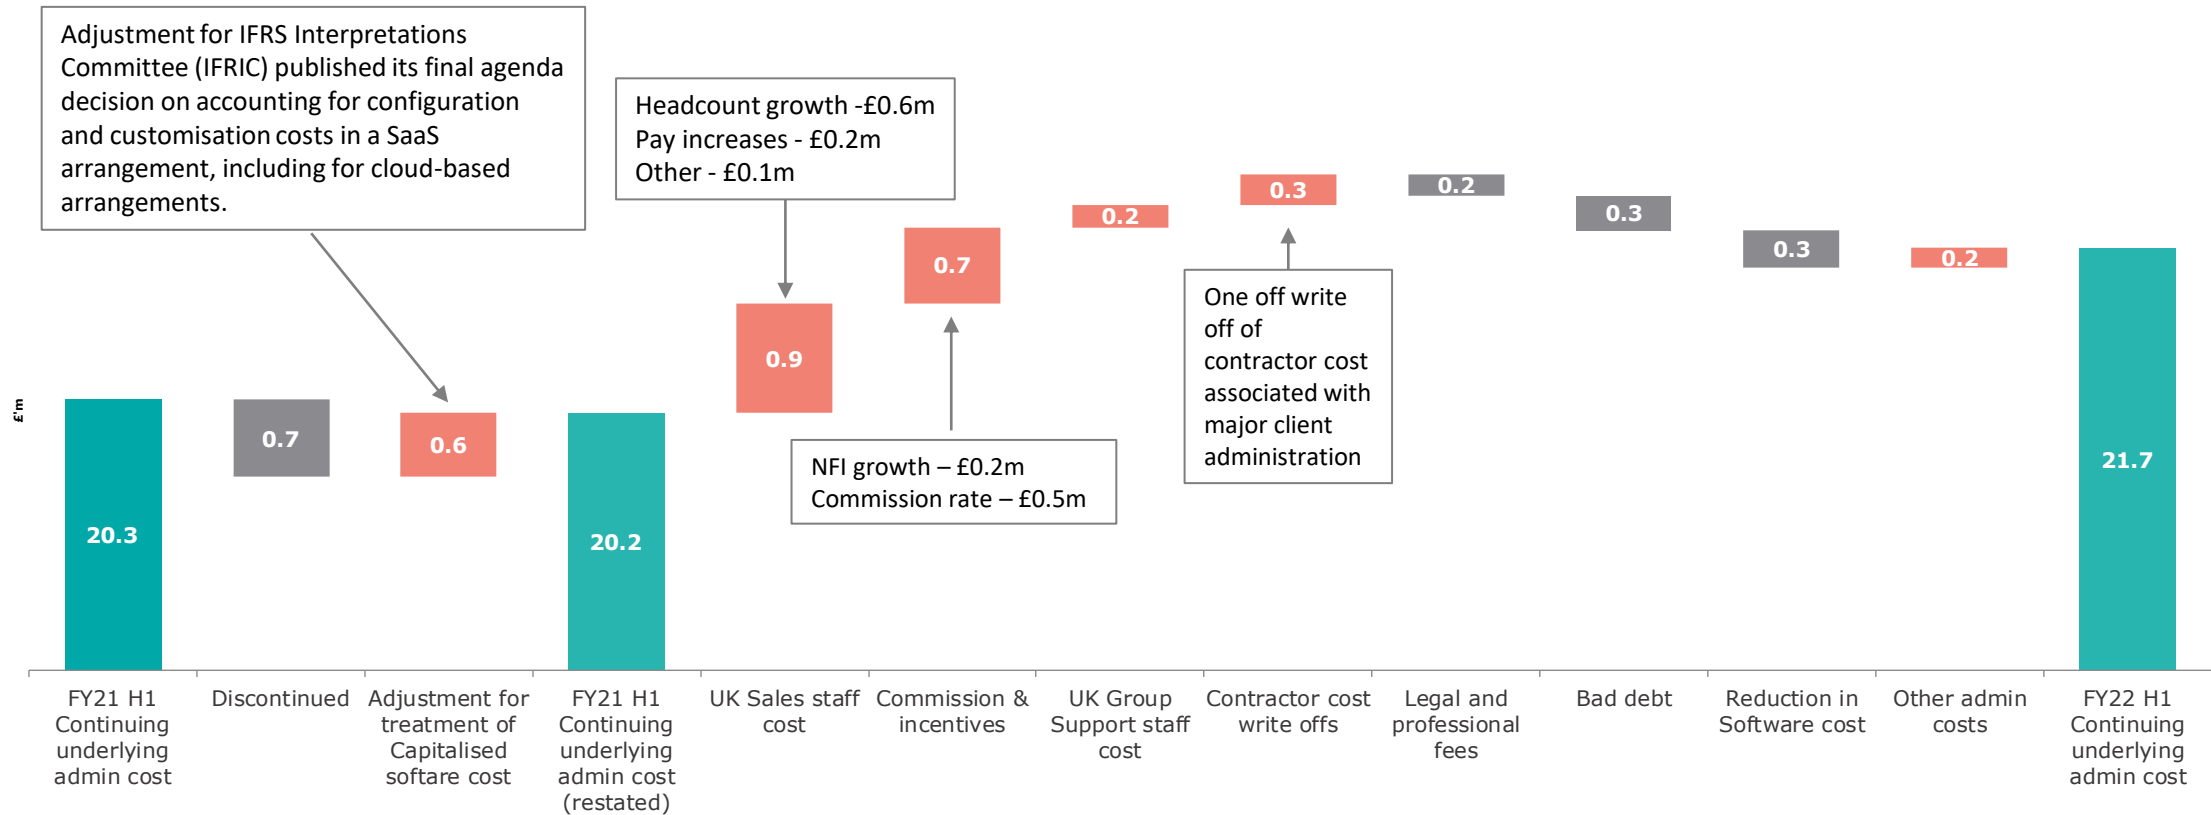 Adjustment for IFRS Interpretations
Committee (IFRIC) published its final agenda
decision on accounting for configuration
and customisation costs in a SaaS
arrangement, including for cloud-based
arrangements.
Headcount growth -£0.6m
Pay increases - £0.2m
Other - £0.1m
NFI growth – £0.2m
Commission rate – £0.5m
One off write
off of
contractor cost
associated with
major client
administration
£'m
20.3
0.7
0.6
20.2
0.9
0.7
0.2
0.3
0.2
0.3
0.3
0.2
21.7
FY21 H1
Continuing
underlying
admin cost
Discontinued
Adjustment for
treatment of
Capitalised
softare cost
FY21 H1
Continuing
underlying
admin cost
(restated)
UK Sales staff
cost
Commission &
incentives
UK Group
Support staff
cost
Contractor cost
write offs
Legal and
professional
fees
Bad debt
Reduction in
Software cost
Other admin
costs
FY22 H1
Continuing
underlying
admin cost